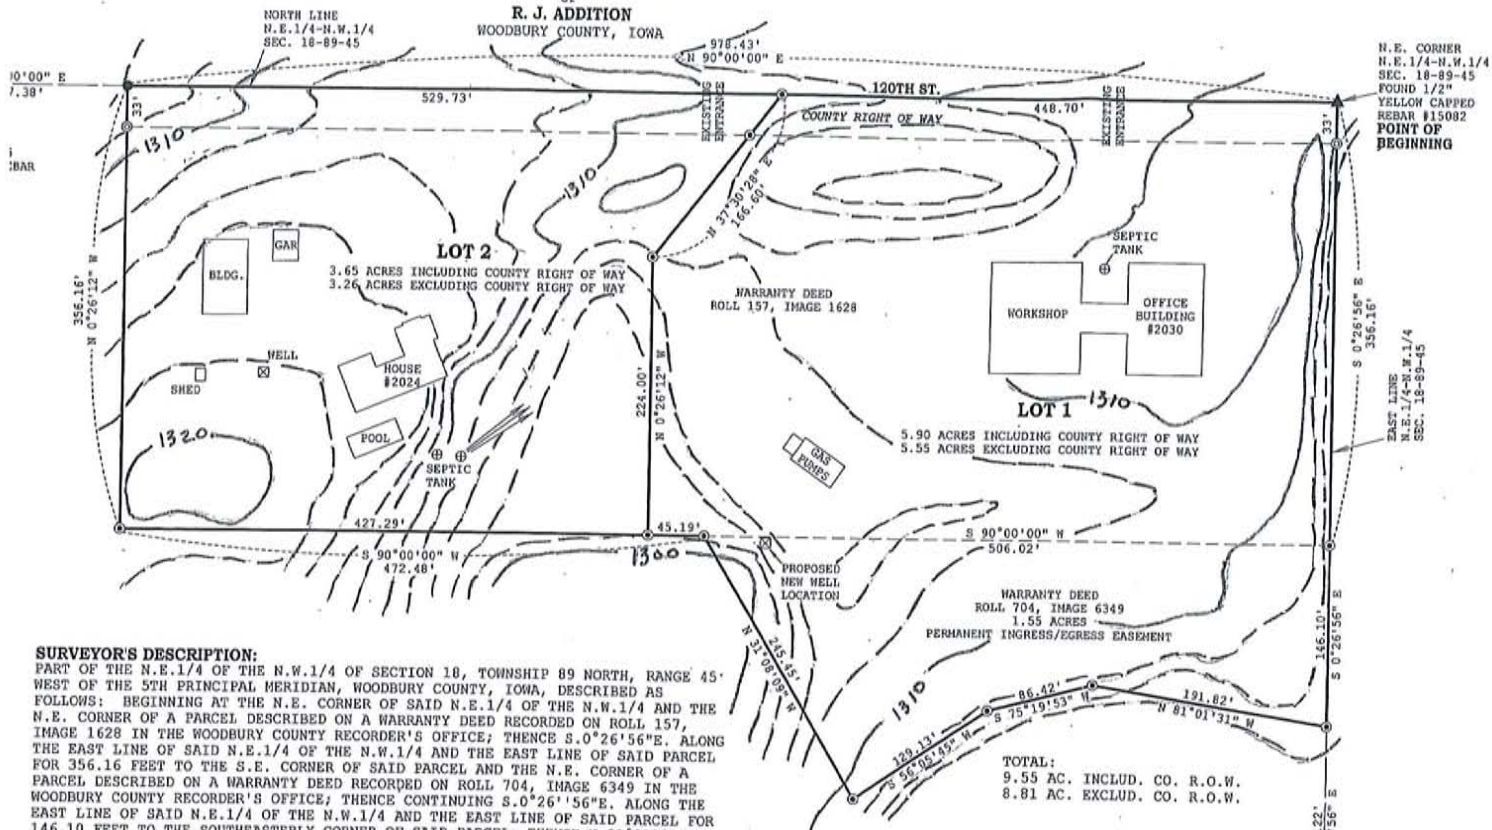 R. J. ADDITION
WOODBURY COUNTY, IOWA
NORTH LINE
N.E.1/4-N.W.1/4
SEC. 18-89-45
978.43'
N 90°00'00" E
N.E. CORNER
N.E.1/4-N.W.1/4
SEC. 18-89-45
FOUND 1/2"
YELLOW CAPPED
REBAR #15082
POINT OF
BEGINNING
0'00" E
7.38'
529.73'
120TH ST.
448.70'
33'
33'
EXISTING
ENTRANCE
EXISTING
ENTRANCE
COUNTY RIGHT OF WAY
1310
1310
BAR
N 37°30'28" E
166.60'
SEPTIC
TANK
BLDG.
GAR
LOT 2
3.65 ACRES INCLUDING COUNTY RIGHT OF WAY
3.26 ACRES EXCLUDING COUNTY RIGHT OF WAY
WARRANTY DEED
ROLL 157, IMAGE 1628
WORKSHOP
OFFICE
BUILDING
#2030
356.16'
N 0°26'12" W
S 0°26'56" E
356.16'
EAST LINE
N.E.1/4-N.W.1/4
SEC. 18-89-45
WELL
SHED
HOUSE
#2024
POOL
224.00'
N 0°26'12" W
1310
LOT 1
5.90 ACRES INCLUDING COUNTY RIGHT OF WAY
5.55 ACRES EXCLUDING COUNTY RIGHT OF WAY
1320
GAS
PUMPS
SEPTIC
TANK
427.29'
45.19'
S 90°00'00" W
472.48'
1300
S 90°00'00" W
506.02'
PROPOSED
NEW WELL
LOCATION
WARRANTY DEED
ROLL 704, IMAGE 6349
1.55 ACRES
PERMANENT INGRESS/EGRESS EASEMENT
146.10'
S 0°26'56" E
245.45'
N 31°08'09" W
1310
86.42'
S 75°19'53" W
191.82'
N 81°01'31" W
129.13'
S 56°05'45" W
TOTAL:
9.55 AC. INCLUD. CO. R.O.W.
8.81 AC. EXCLUD. CO. R.O.W.
.22'
56" E
SURVEYOR'S DESCRIPTION:
PART OF THE N.E.1/4 OF THE N.W.1/4 OF SECTION 18, TOWNSHIP 89 NORTH, RANGE 45
WEST OF THE 5TH PRINCIPAL MERIDIAN, WOODBURY COUNTY, IOWA, DESCRIBED AS
FOLLOWS: BEGINNING AT THE N.E. CORNER OF SAID N.E.1/4 OF THE N.W.1/4 AND THE
N.E. CORNER OF A PARCEL DESCRIBED ON A WARRANTY DEED RECORDED ON ROLL 157,
IMAGE 1628 IN THE WOODBURY COUNTY RECORDER'S OFFICE; THENCE S.0°26'56"E. ALONG
THE EAST LINE OF SAID N.E.1/4 OF THE N.W.1/4 AND THE EAST LINE OF SAID PARCEL
FOR 356.16 FEET TO THE S.E. CORNER OF SAID PARCEL AND THE N.E. CORNER OF A
PARCEL DESCRIBED ON A WARRANTY DEED RECORDED ON ROLL 704, IMAGE 6349 IN THE
WOODBURY COUNTY RECORDER'S OFFICE; THENCE CONTINUING S.0°26''56"E. ALONG THE
EAST LINE OF SAID N.E.1/4 OF THE N.W.1/4 AND THE EAST LINE OF SAID PARCEL FOR
146.10 FEET TO THE SOUTHEASTERLY CORNER OF SAID PARCEL;